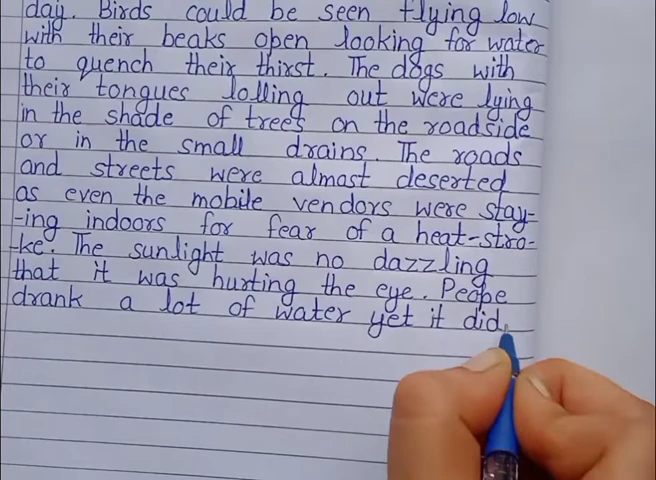 day. Birds could be seen flying low
with their beaks open looking for water
to quench their thirst. The dogs with
their tongues lolling out were lying
in the shade of trees on the roadside
or in the small drains. The roads
and streets were almost deserted
as even the mobile vendors were stay-
-ing indoors for fear of a heat-stro-
-ke. The sunlight was no dazzling
that it was hurting the eye. Peope
drank a lot of water yet it did